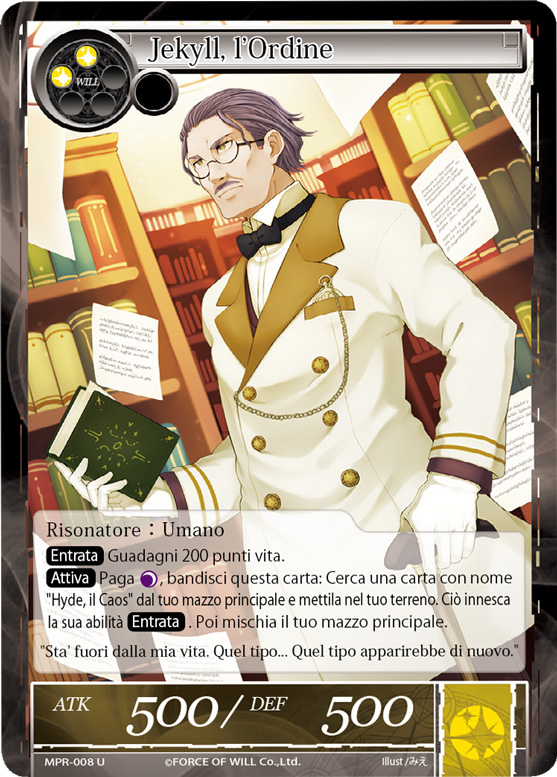 Jekyll, l'Ordine
WILL
Risonatore : Umano
Entrata Guadagni 200 punti vita.
Attiva Paga , bandisci questa carta: Cerca una carta con nome
"Hyde, il Caos" dal tuo mazzo principale e mettila nel tuo terreno. Ciò innesca
la sua abilità Entrata . Poi mischia il tuo mazzo principale.
"Sta' fuori dalla mia vita. Quel tipo... Quel tipo apparirebbe di nuovo."
ATK 500 / DEF 500
MPR-008 U ©FORCE OF WILL Co.,Ltd. Illust /みえ